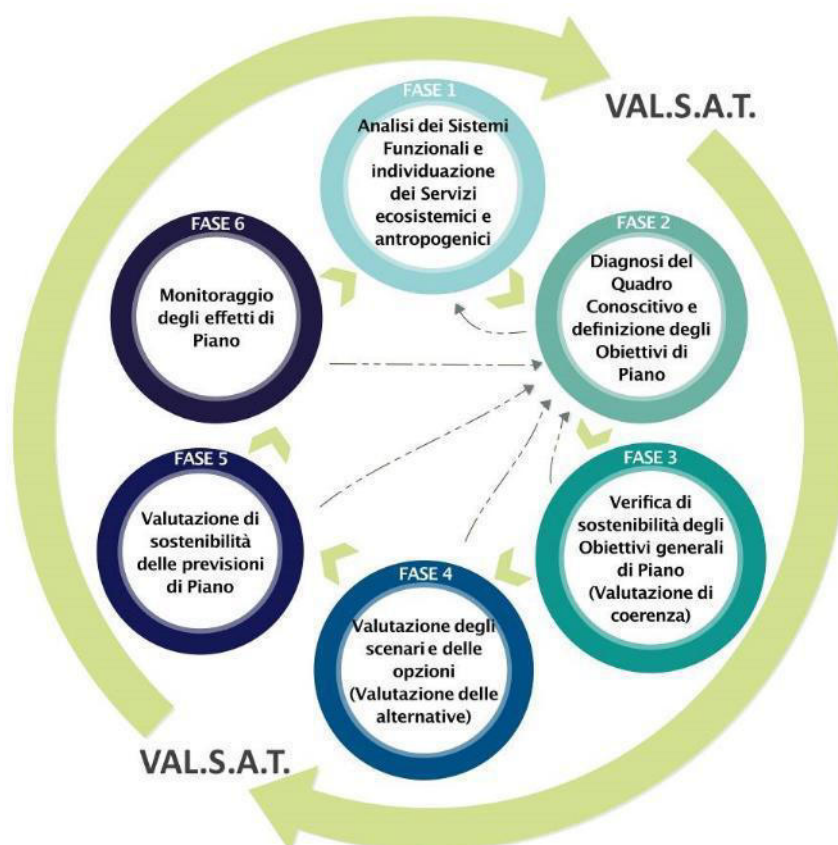 FASE 1
Analisi dei Sistemi
Funzionali e
individuazione
dei Servizi
ecosistemici e
antropogenici
VAL.S.A.T.
FASE 2
Diagnosi del
Quadro
Conoscitivo e
definizione degli
Obiettivi di
Piano
FASE 3
Verifica di
sostenibilità degli
Obiettivi generali
di Piano
(Valutazione di
coerenza)
FASE 4
Valutazione degli
scenari e delle
opzioni
(Valutazione delle
alternative)
FASE 5
Valutazione di
sostenibilità
delle previsioni
di Piano
FASE 6
Monitoraggio
degli effetti di
Piano
VAL.S.A.T.